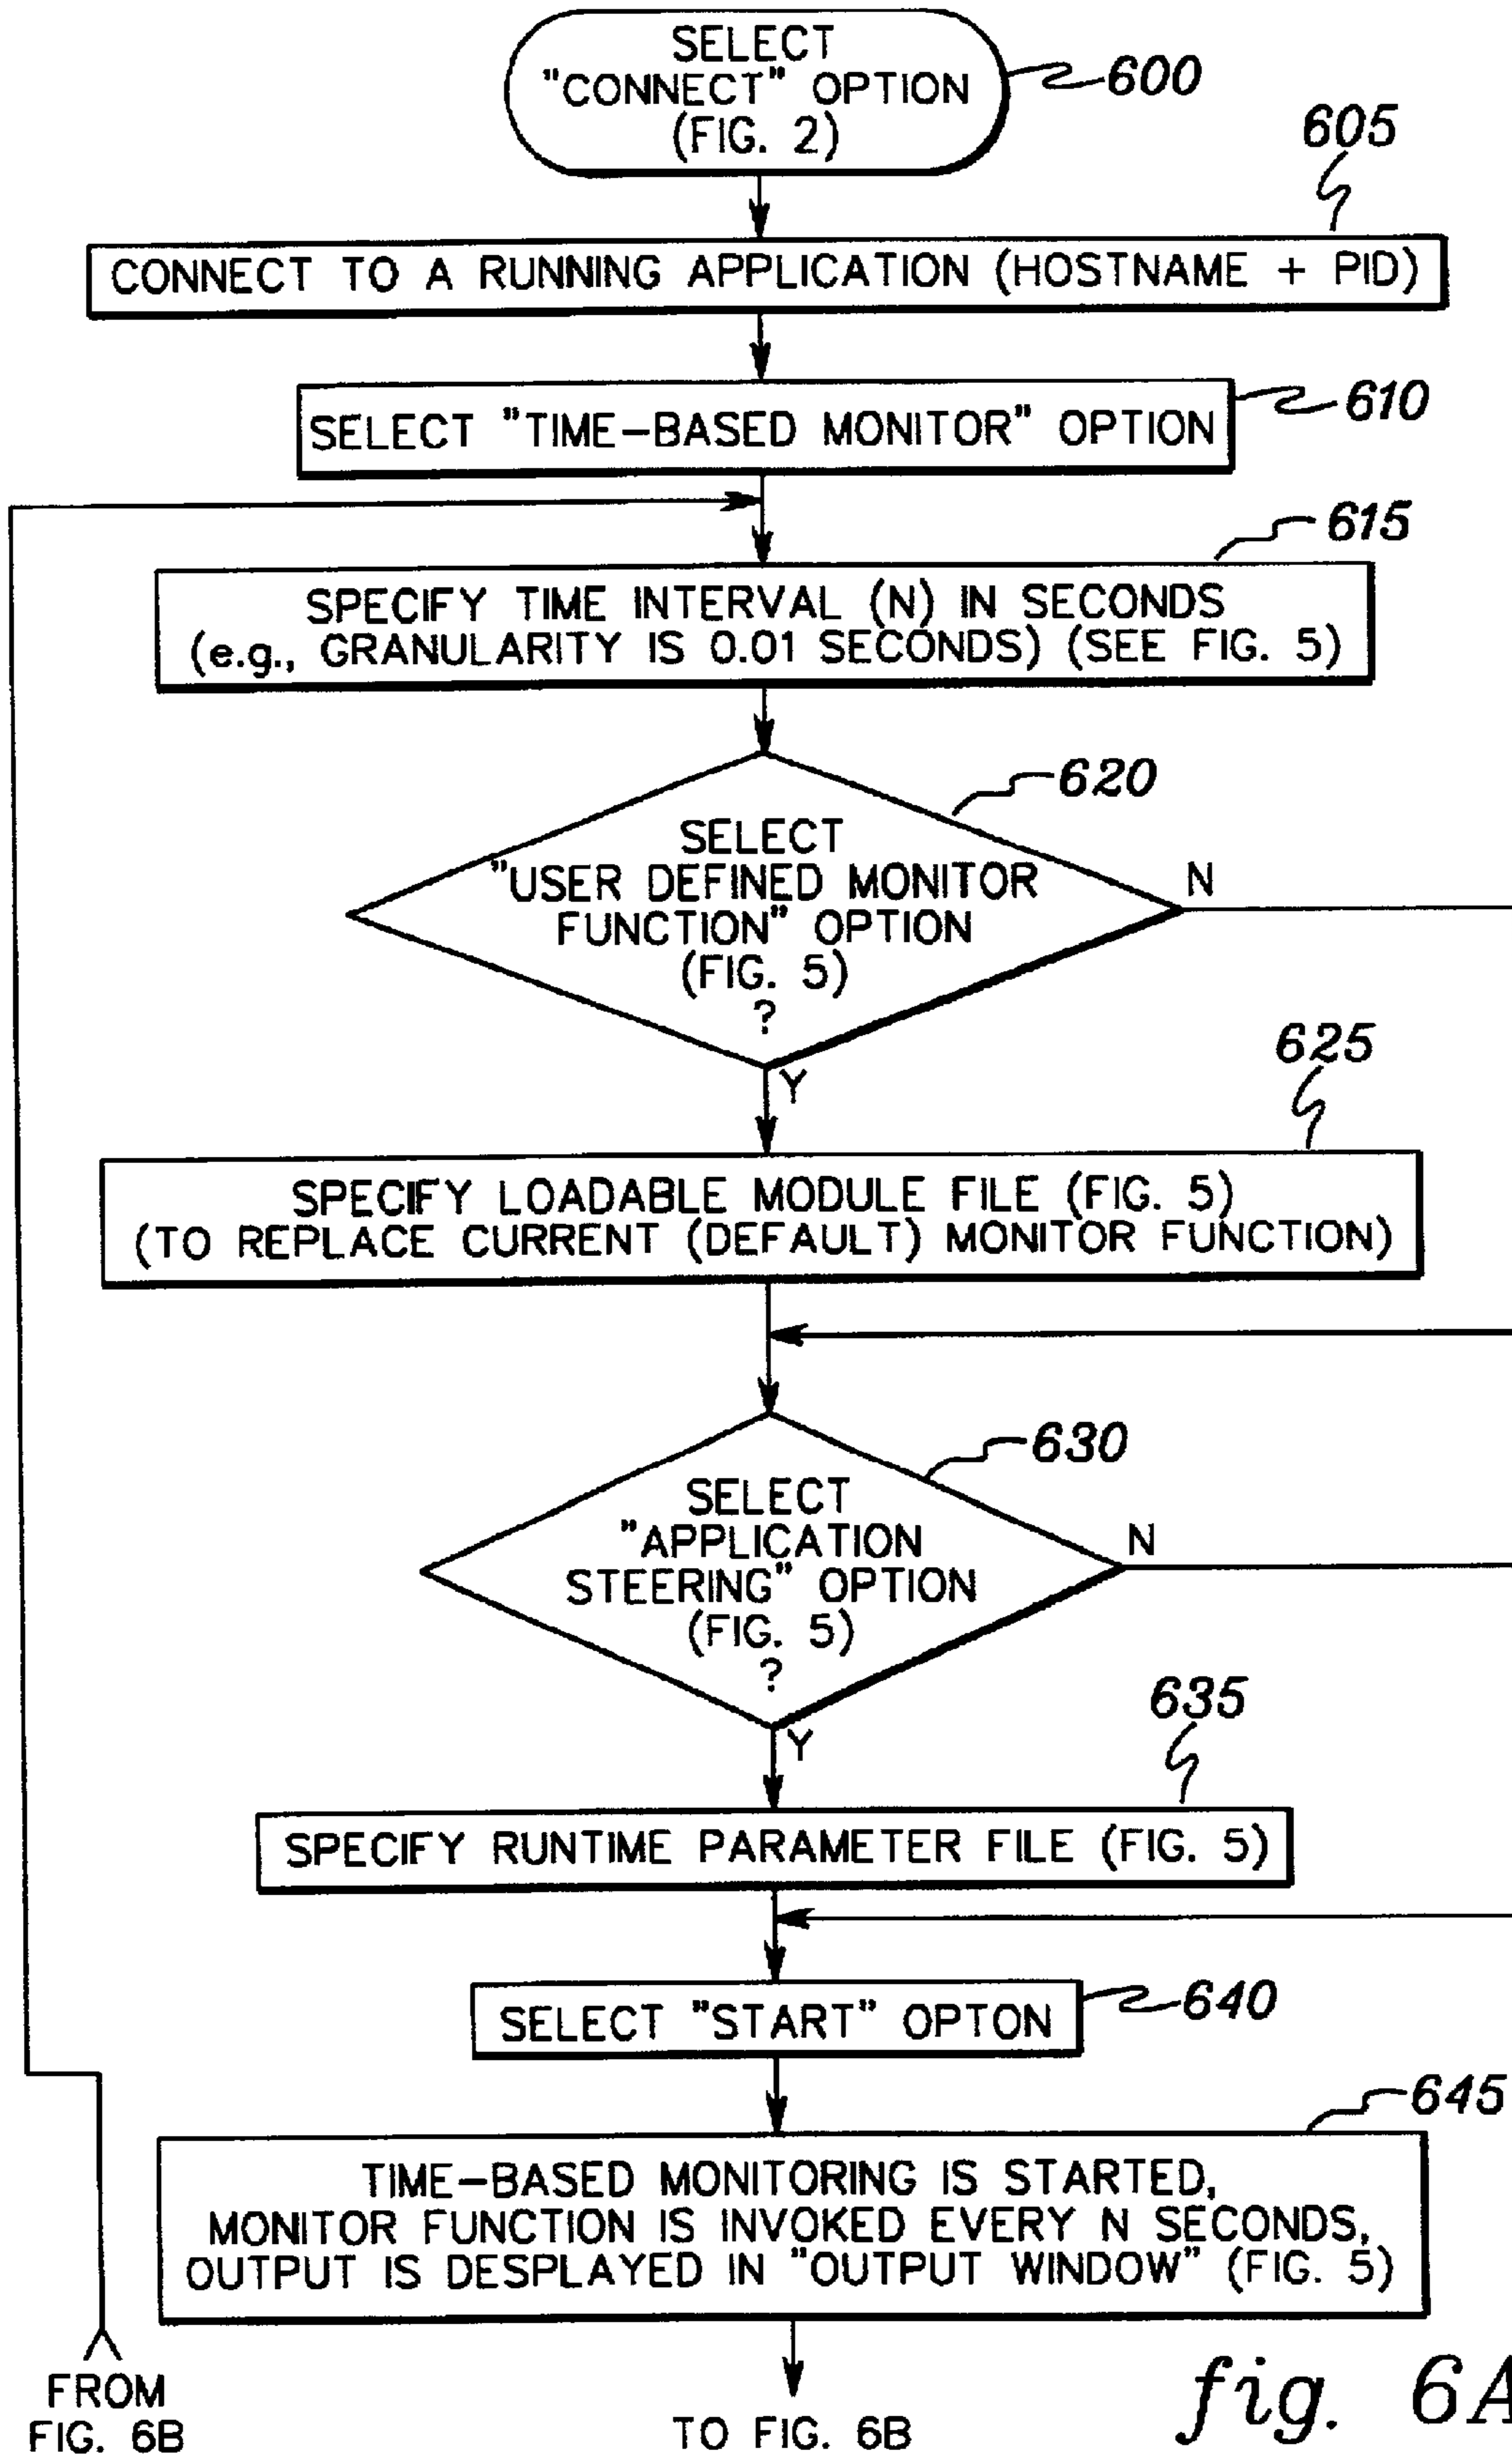 SELECT
"CONNECT" OPTION
(FIG. 2)
600
605
CONNECT TO A RUNNING APPLICATION (HOSTNAME + PID)
SELECT "TIME-BASED MONITOR" OPTION
610
615
SPECIFY TIME INTERVAL (N) IN SECONDS
(e.g., GRANULARITY IS 0.01 SECONDS) (SEE FIG. 5)
620
SELECT
"USER DEFINED MONITOR
FUNCTION" OPTION
(FIG. 5)
?
N
Y
625
SPECIFY LOADABLE MODULE FILE (FIG. 5)
(TO REPLACE CURRENT (DEFAULT) MONITOR FUNCTION)
630
SELECT
"APPLICATION
STEERING" OPTION
(FIG. 5)
?
N
Y
635
SPECIFY RUNTIME PARAMETER FILE (FIG. 5)
SELECT "START" OPTON
640
645
TIME-BASED MONITORING IS STARTED,
MONITOR FUNCTION IS INVOKED EVERY N SECONDS,
OUTPUT IS DESPLAYED IN "OUTPUT WINDOW" (FIG. 5)
FROM
FIG. 6B
TO FIG. 6B
fig. 6A